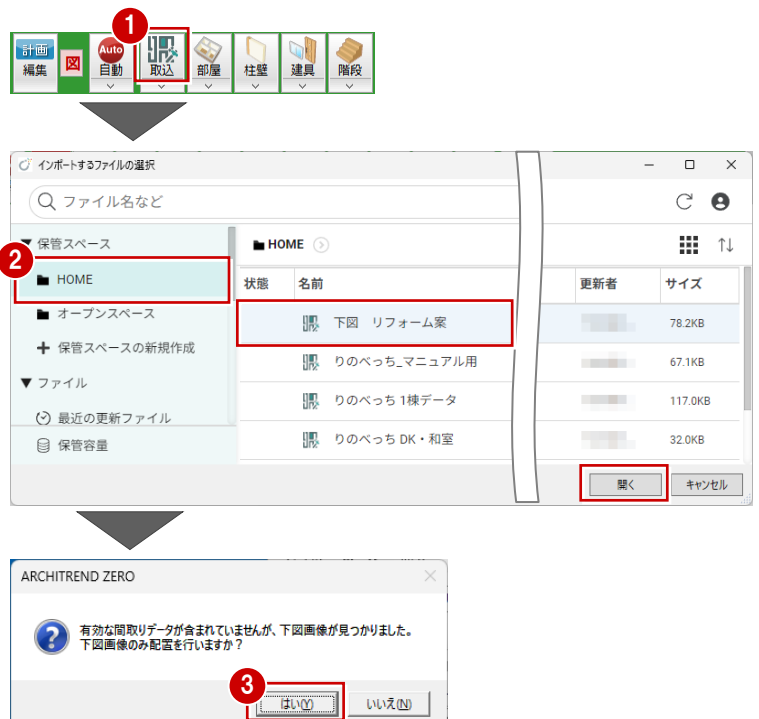 1
計画
編集
図
Auto
自動
取込
部屋
柱壁
建具
階段
インポートするファイルの選択
ファイル名など
2
▼ 保管スペース
HOME
オープンスペース
保管スペースの新規作成
▼ ファイル
最近の更新ファイル
保管容量
HOME
状態 名前 更新者 サイズ
下図 リフォーム案 78.2KB
りのべっち_マニュアル用 67.1KB
りのべっち 1棟データ 117.0KB
りのべっち DK・和室 32.0KB
開く キャンセル
ARCHITREND ZERO
有効な間取りデータが含まれていませんが、下図画像が見つかりました。
下図画像のみ配置を行いますか？
3
はい(Y) いいえ(N)